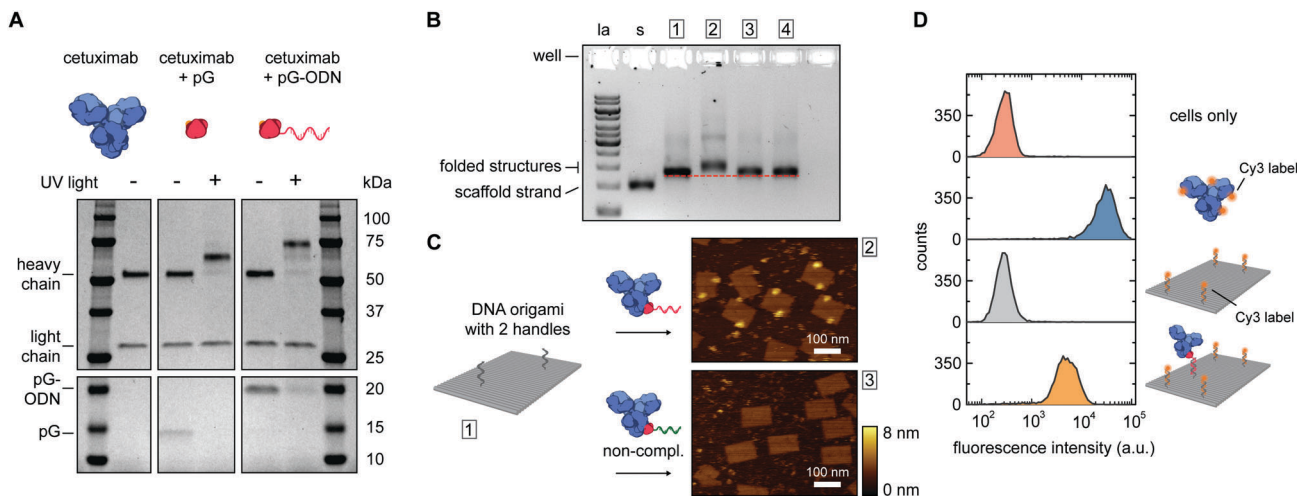 A
cetuximab
cetuximab
+ pG
cetuximab
+ pG-ODN
UV light
-
-
+
-
+
kDa
heavy
chain
light
chain
pG-
ODN
pG
100
75
50
37
25
20
15
10
B
la
s
1
2
3
4
well
folded structures
scaffold strand
C
DNA origami
with 2 handles
1
non-compl.
2
100 nm
3
100 nm
8 nm
0 nm
D
counts
350
0
350
0
350
0
350
0
10²
10³
10⁴
10⁵
fluorescence intensity (a.u.)
cells only
Cy3 label
Cy3 label